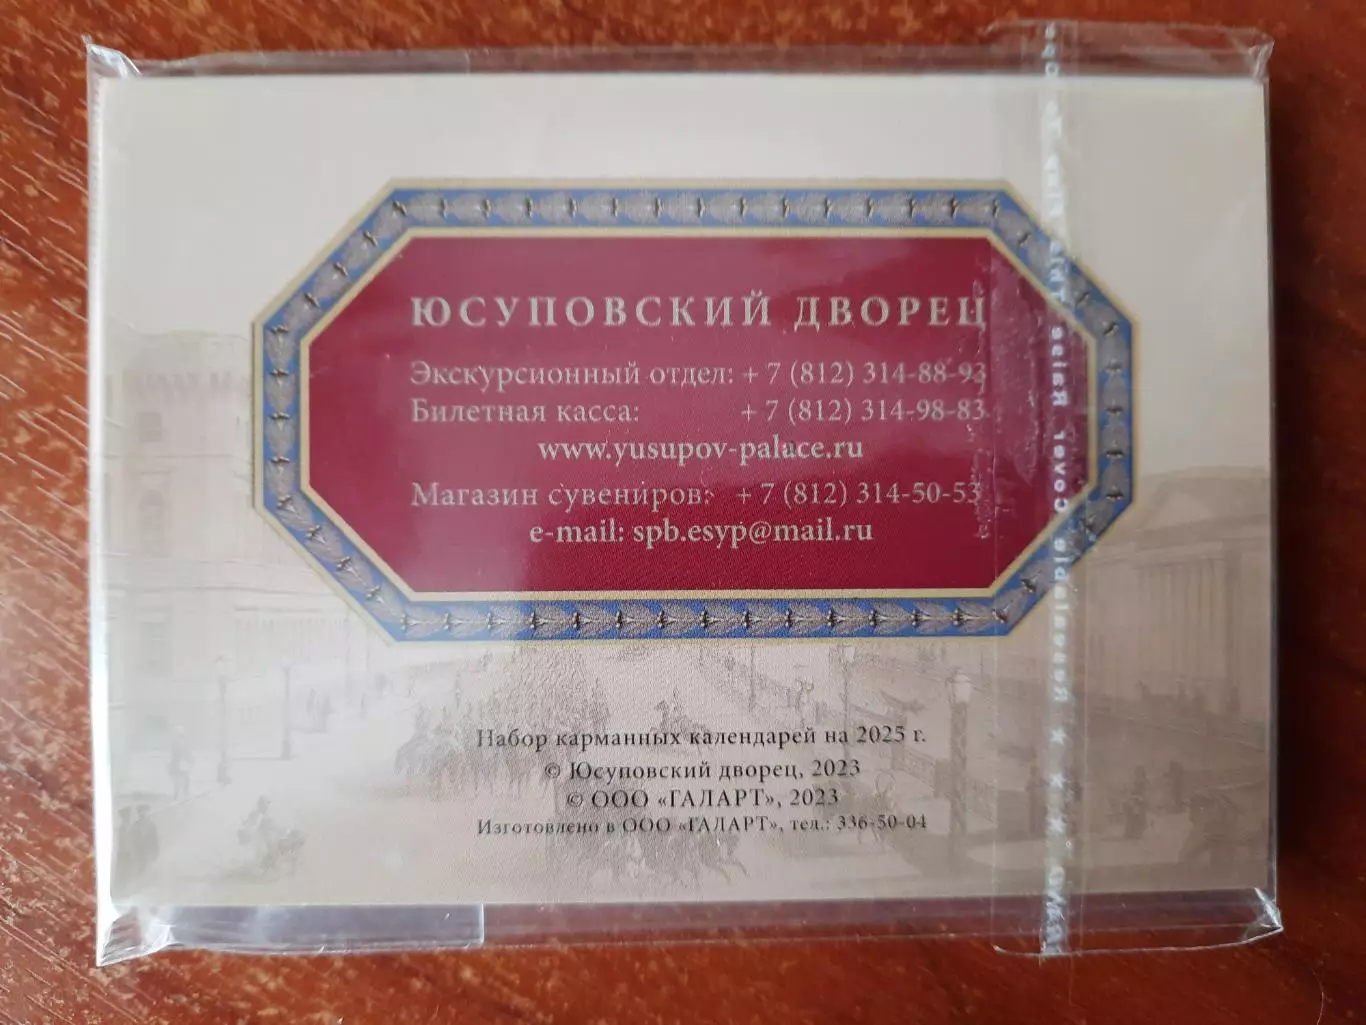 ЮСУПОВСКИЙ ДВОРЕЦ
Экскурсионный отдел: + 7 (812) 314-88-93
Билетная касса: + 7 (812) 314-98-83
www.yusupov-palace.ru
Магазин сувениров: + 7 (812) 314-50-53
e-mail: spb.esyp@mail.ru
Набор карманных календарей на 2025 г.
© Юсуповский дворец, 2023
© ООО «ГАЛАРТ», 2023
Изготовлено в ООО «ГАЛАРТ», тел.: 336-50-04